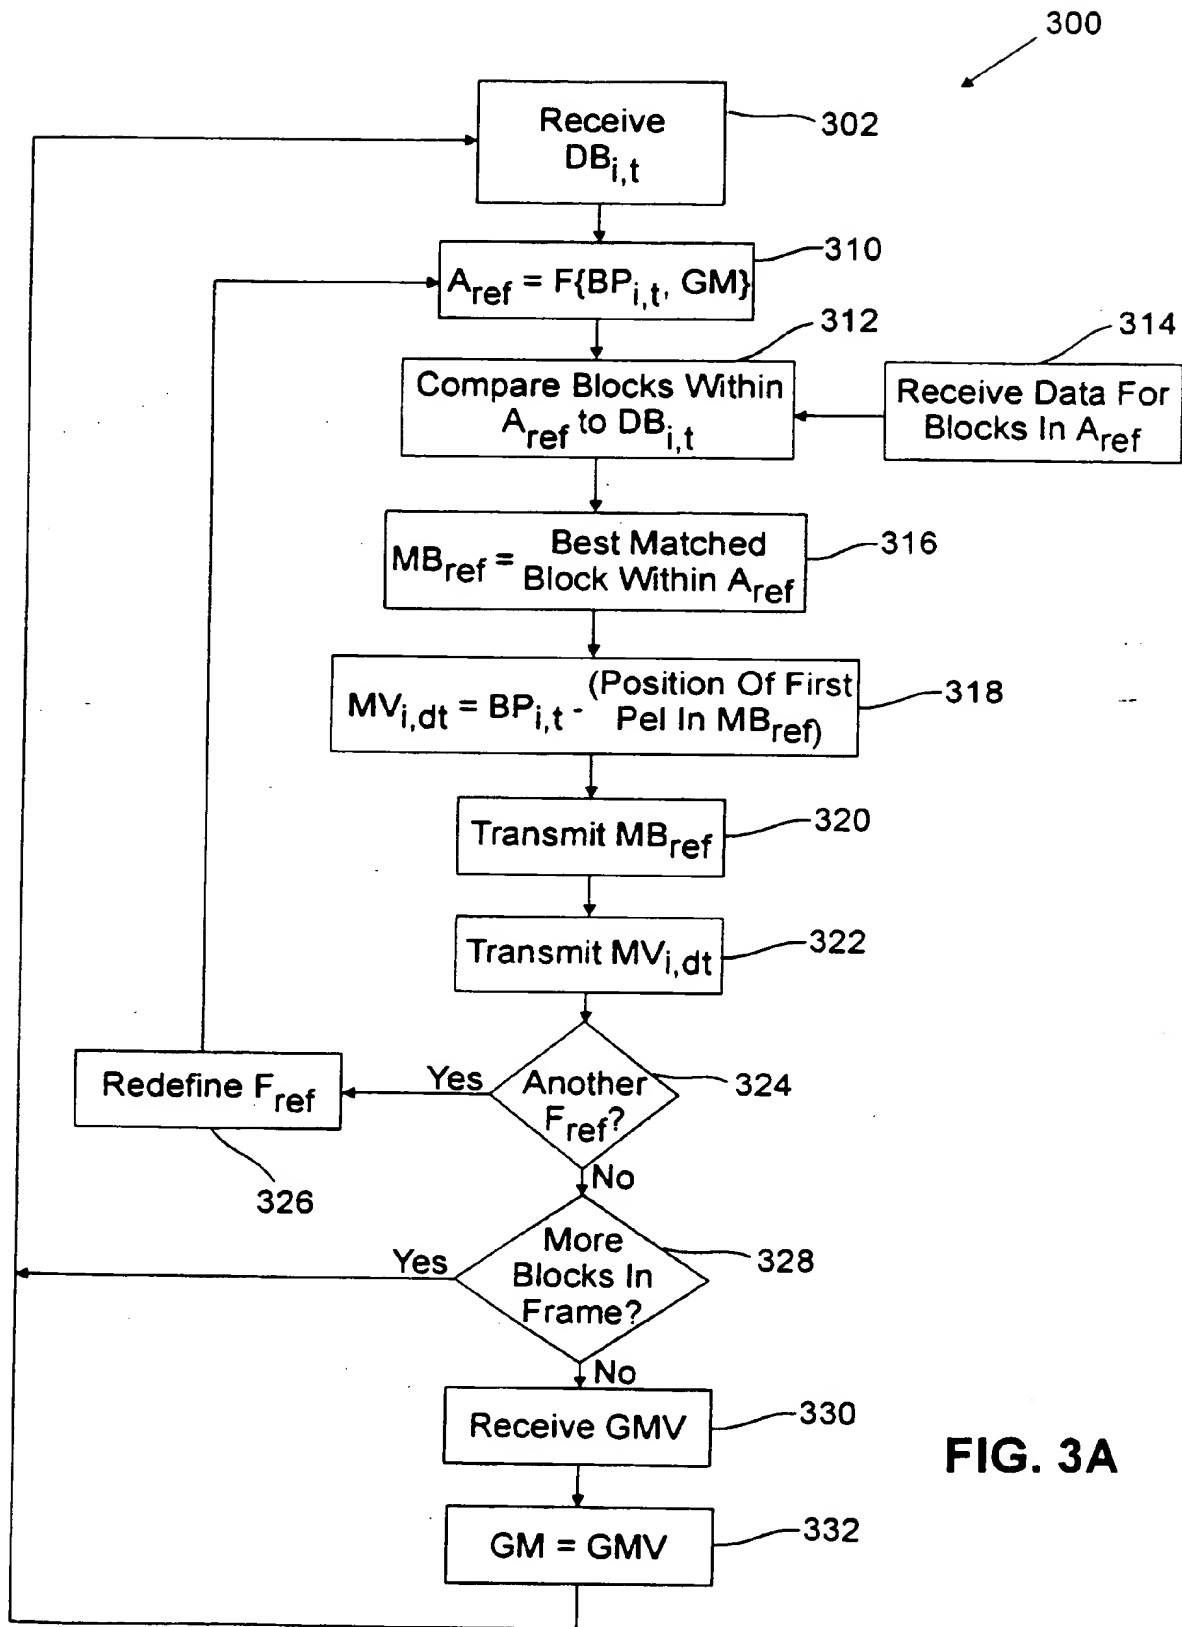 300
Receive
DBi,t
302
Aref = F{BPi,t, GM}
310
312
314
Compare Blocks Within
Aref to DBi,t
Receive Data For
Blocks In Aref
MBref = Best Matched
Block Within Aref
316
MVi,dt = BPi,t - (Position Of First
Pel In MBref)
318
Transmit MBref
320
Transmit MVi,dt
322
Another
Fref?
324
Yes
Redefine Fref
326
No
More
Blocks In
Frame?
328
Yes
No
Receive GMV
330
FIG. 3A
GM = GMV
332